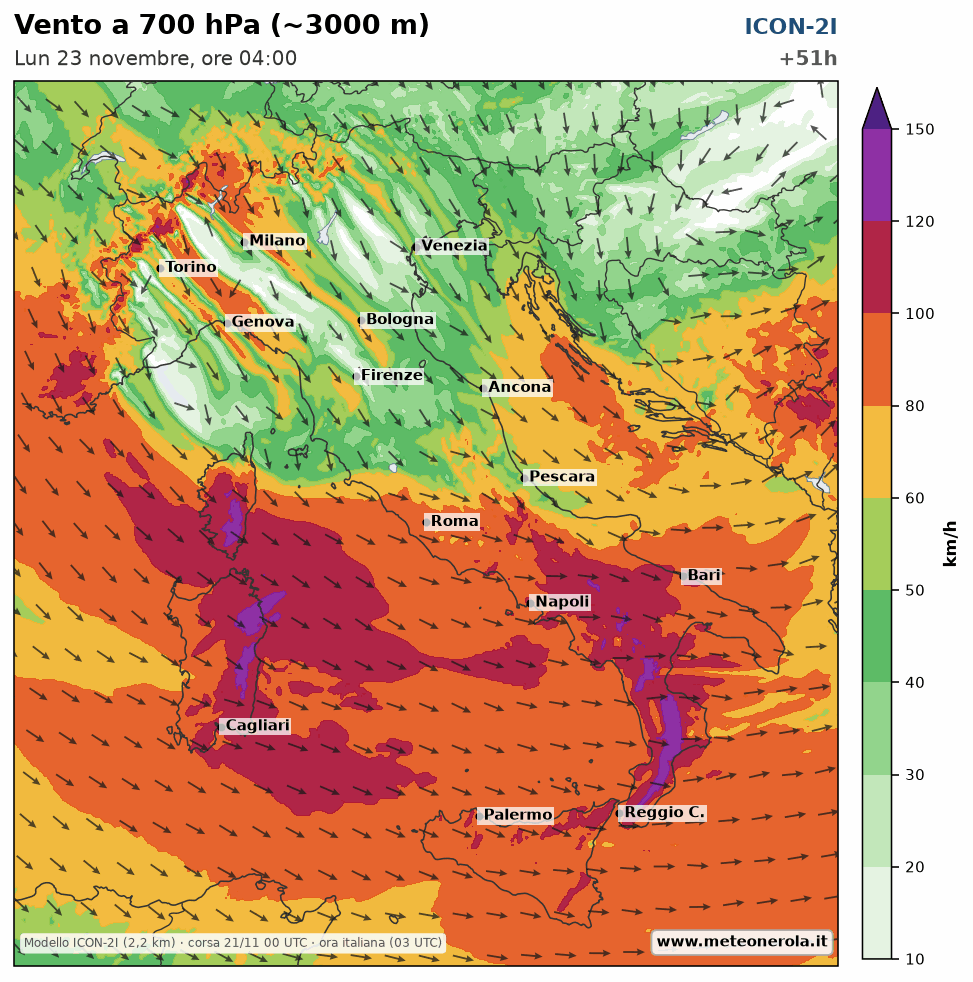 Vento a 700 hPa (~3000 m)
ICON-2I
Lun 23 novembre, ore 04:00
+51h
150
120
100
80
60
50
40
30
20
10
km/h
Milano
Venezia
Torino
Genova
Bologna
Firenze
Ancona
Pescara
Roma
Bari
Napoli
Cagliari
Palermo
Reggio C.
Modello ICON-2I (2,2 km) · corsa 21/11 00 UTC · ora italiana (03 UTC)
www.meteonerola.it